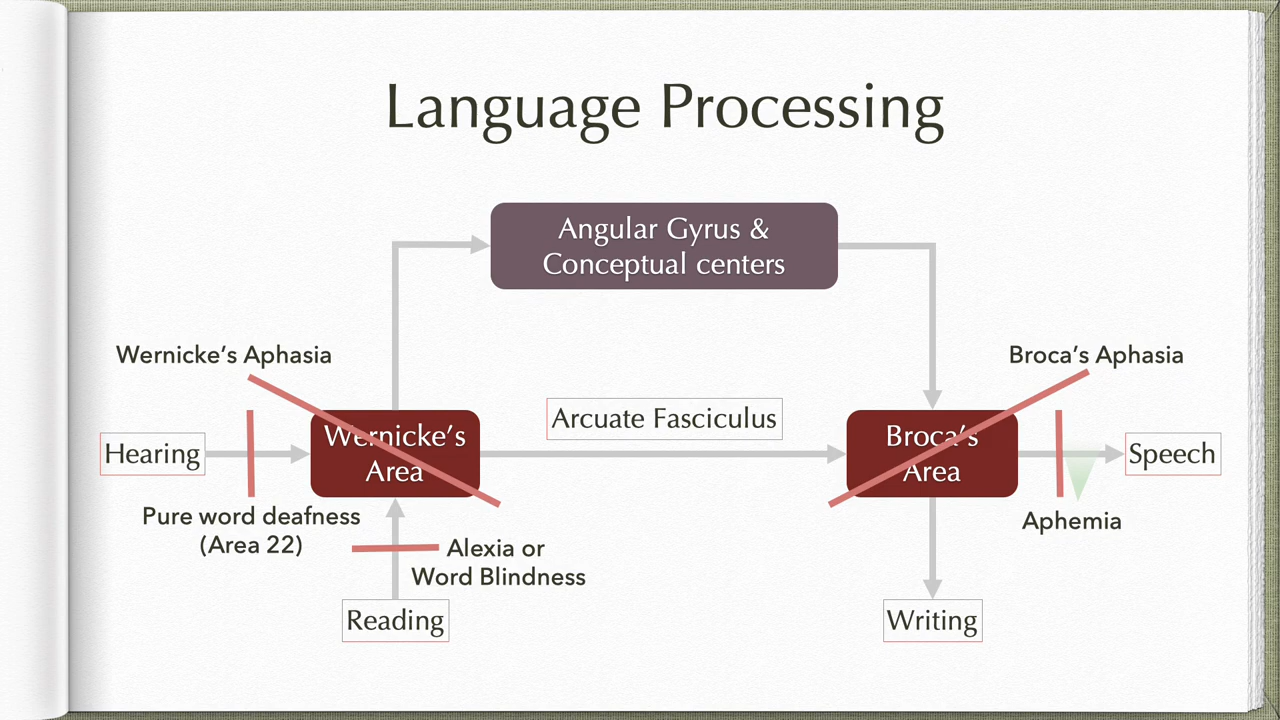 Language Processing
Angular Gyrus &
Conceptual centers
Wernicke's Aphasia
Broca's Aphasia
Arcuate Fasciculus
Hearing
Wernicke's
Area
Broca's
Area
Speech
Pure word deafness
(Area 22)
Aphemia
Alexia or
Word Blindness
Reading
Writing